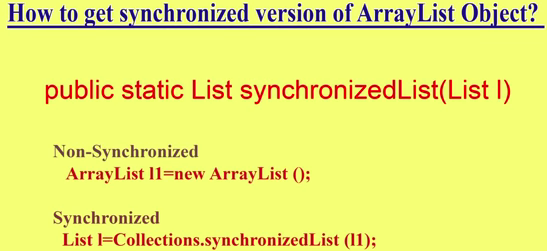 How to get synchronized version of ArrayList Object?
public static List synchronizedList(List l)
Non-Synchronized
ArrayList l1=new ArrayList ();
Synchronized
List l=Collections.synchronizedList (l1);